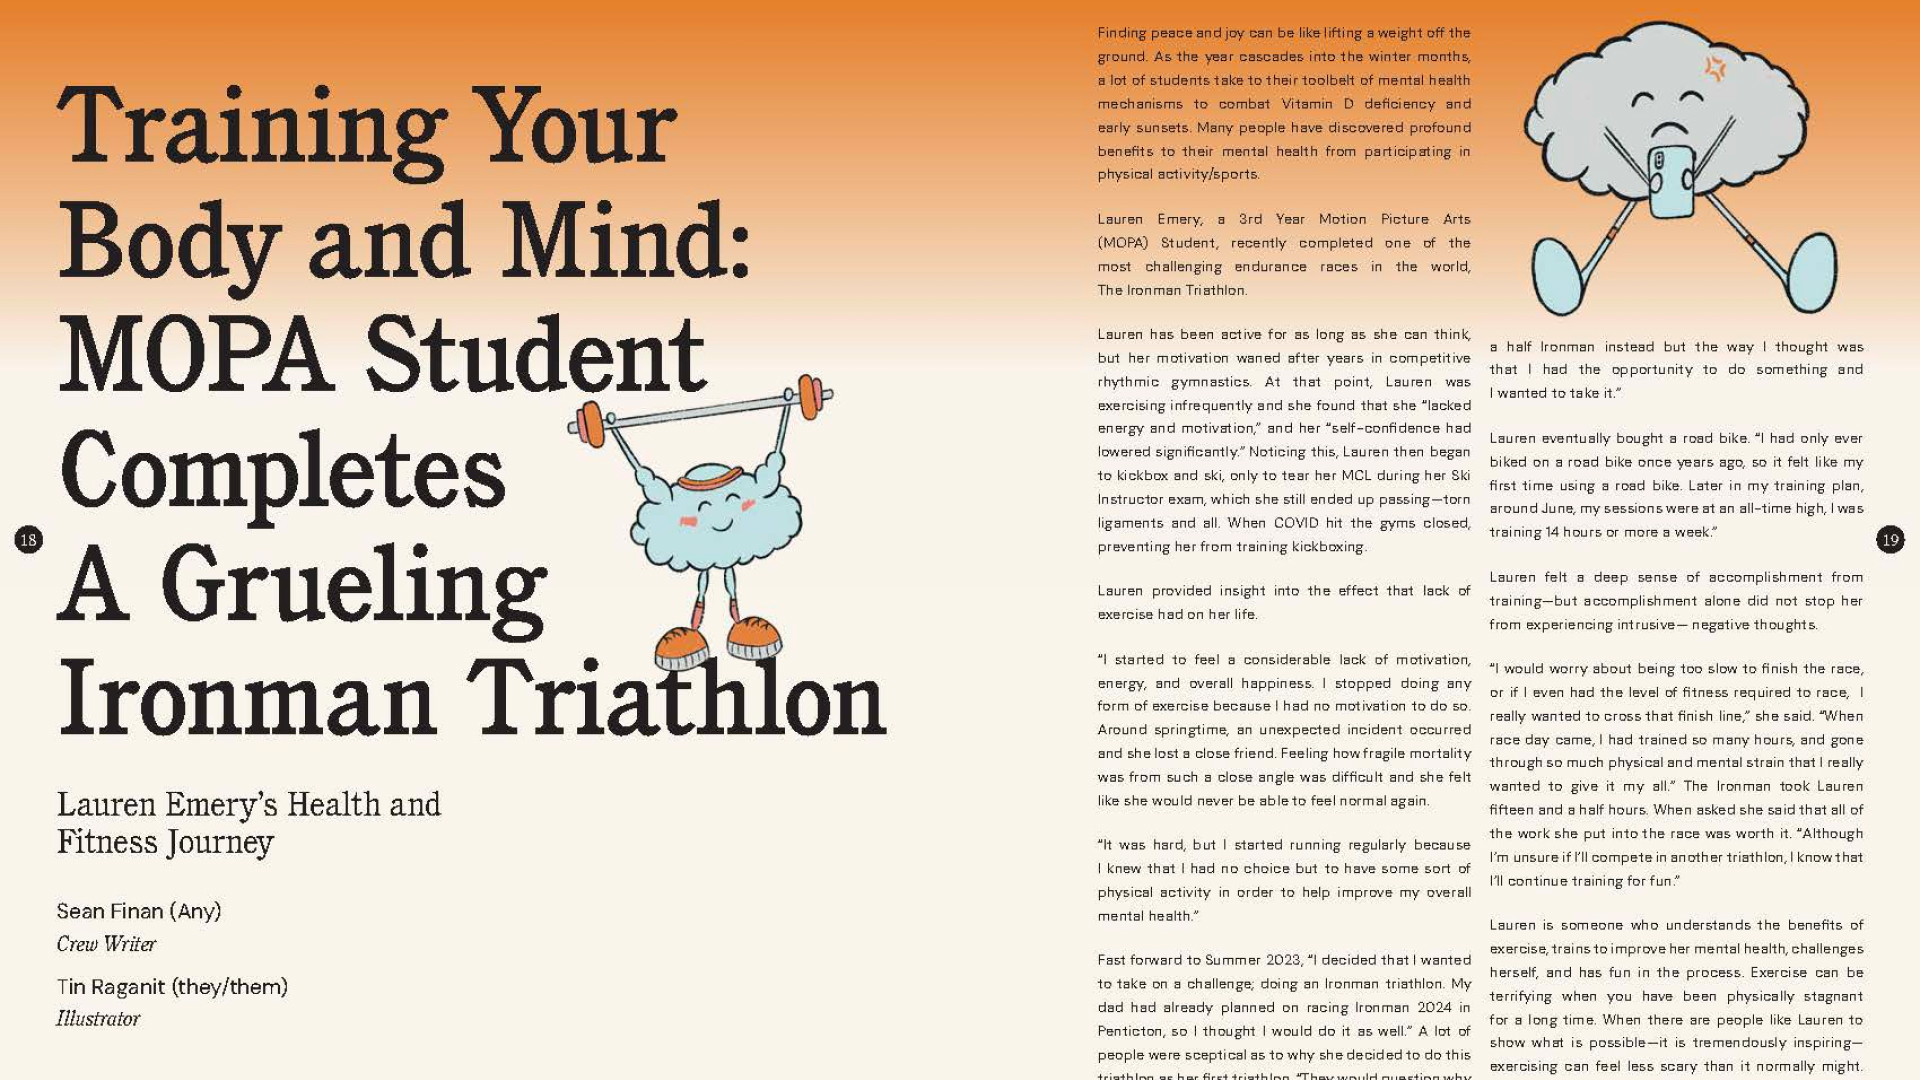 Training Your
Body and Mind:
MOPA Student
Completes
A Grueling
Ironman Triathlon
Lauren Emery’s Health and
Fitness Journey
Sean Finan (Any)
Crew Writer
Tin Raganit (they/them)
Illustrator
18
Finding peace and joy can be like lifting a weight off the
ground. As the year cascades into the winter months,
a lot of students take to their toolbelt of mental health
mechanisms to combat Vitamin D deficiency and
early sunsets. Many people have discovered profound
benefits to their mental health from participating in
physical activity/sports.
Lauren Emery, a 3rd Year Motion Picture Arts
(MOPA) Student, recently completed one of the
most challenging endurance races in the world,
The Ironman Triathlon.
Lauren has been active for as long as she can think,
but her motivation waned after years in competitive
rhythmic gymnastics. At that point, Lauren was
exercising infrequently and she found that she “lacked
energy and motivation,” and her “self-confidence had
lowered significantly.” Noticing this, Lauren then began
to kickbox and ski, only to tear her MCL during her Ski
Instructor exam, which she still ended up passing—torn
ligaments and all. When COVID hit the gyms closed,
preventing her from training kickboxing.
Lauren provided insight into the effect that lack of
exercise had on her life.
“I started to feel a considerable lack of motivation,
energy, and overall happiness. I stopped doing any
form of exercise because I had no motivation to do so.
Around springtime, an unexpected incident occurred
and she lost a close friend. Feeling how fragile mortality
was from such a close angle was difficult and she felt
like she would never be able to feel normal again.
“It was hard, but I started running regularly because
I knew that I had no choice but to have some sort of
physical activity in order to help improve my overall
mental health.”
Fast forward to Summer 2023, “I decided that I wanted
to take on a challenge; doing an Ironman triathlon. My
dad had already planned on racing Ironman 2024 in
Penticton, so I thought I would do it as well.” A lot of
people were sceptical as to why she decided to do this
triathlon as her first triathlon. “They would question why
a half Ironman instead but the way I thought was
that I had the opportunity to do something and
I wanted to take it.”
Lauren eventually bought a road bike. “I had only ever
biked on a road bike once years ago, so it felt like my
first time using a road bike. Later in my training plan,
around June, my sessions were at an all-time high, I was
training 14 hours or more a week.”
Lauren felt a deep sense of accomplishment from
training—but accomplishment alone did not stop her
from experiencing intrusive— negative thoughts.
“I would worry about being too slow to finish the race,
or if I even had the level of fitness required to race, I
really wanted to cross that finish line,” she said. “When
race day came, I had trained so many hours, and gone
through so much physical and mental strain that I really
wanted to give it my all.” The Ironman took Lauren
fifteen and a half hours. When asked she said that all of
the work she put into the race was worth it. “Although
I’m unsure if I’ll compete in another triathlon, I know that
I’ll continue training for fun.”
Lauren is someone who understands the benefits of
exercise, trains to improve her mental health, challenges
herself, and has fun in the process. Exercise can be
terrifying when you have been physically stagnant
for a long time. When there are people like Lauren to
show what is possible—it is tremendously inspiring—
exercising can feel less scary than it normally might.
19